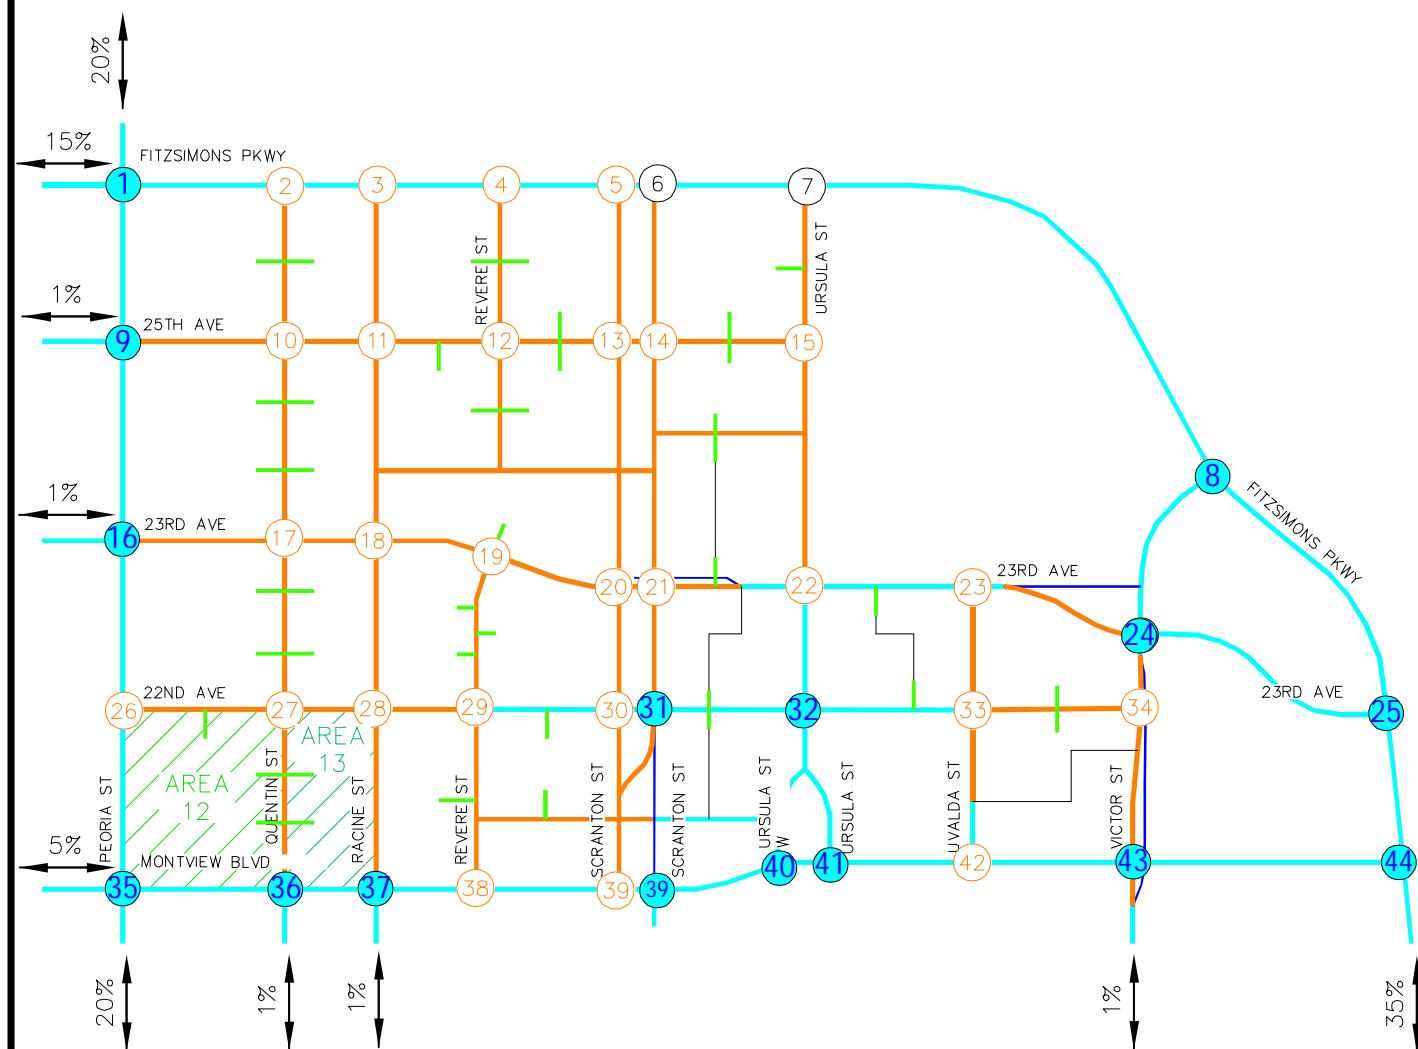 20%
15%
FITZSIMONS PKWY
1
2
3
4
5
6
7
REVERE ST
URSULA ST
1%
25TH AVE
9
10
11
12
13
14
15
8
FITZSIMONS PKWY
1%
23RD AVE
16
17
18
19
20
21
22
23
23RD AVE
24
22ND AVE
26
27
28
29
30
31
32
33
34
23RD AVE
25
AREA
13
AREA
12
PEORIA ST
QUENTIN ST
RACINE ST
REVERE ST
SCRANTON ST
SCRANTON ST
URSULA ST
W
URSULA ST
UVALDA ST
VICTOR ST
5%
MONTVIEW BLVD
35
36
37
38
39
39
40
41
42
43
44
20%
1%
1%
1%
35%